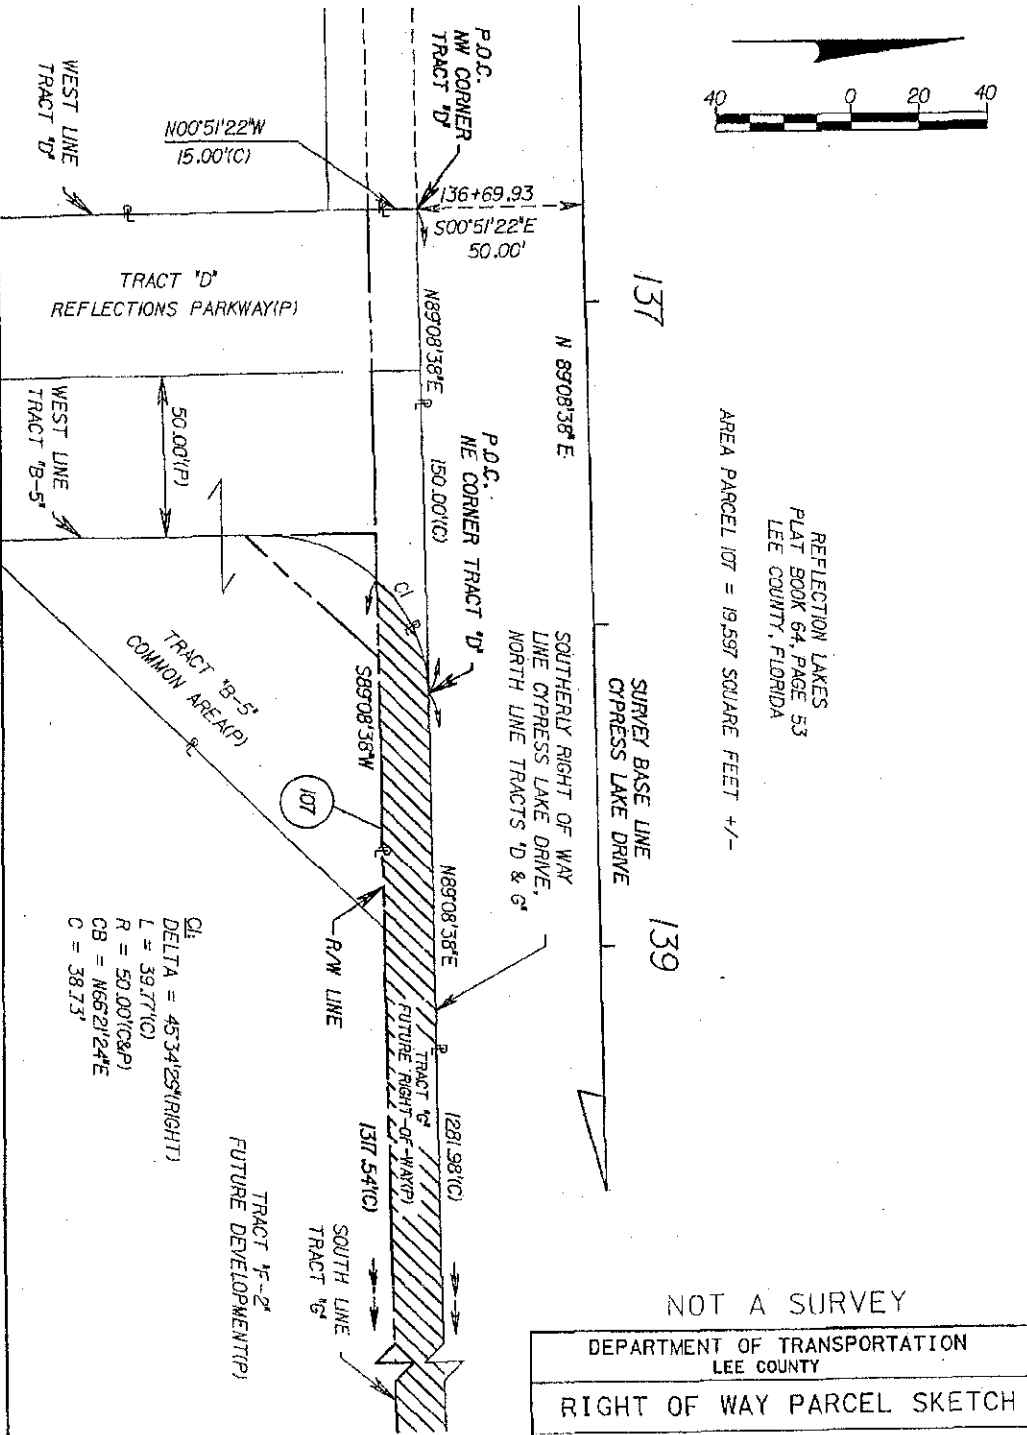 40
0
20
40
P.O.C.
NW CORNER
TRACT "D"
WEST LINE
TRACT "D"
N00°51'22"W
15.00'(C)
136+69.93
S00°51'22"E
50.00'
TRACT "D"
REFLECTIONS PARKWAY(P)
N89°08'38"E
150.00'(C)
137
N 89°08'38" E
REFLECTION LAKES
PLAT BOOK 64, PAGE 53
LEE COUNTY, FLORIDA
AREA PARCEL 107 = 19,597 SQUARE FEET +/-
WEST LINE
TRACT "B-5"
50.00'(P)
P.O.C.
NE CORNER TRACT "D"
C1
SOUTHERLY RIGHT OF WAY
LINE CYPRESS LAKE DRIVE,
NORTH LINE TRACTS "D & G"
SURVEY BASE LINE
CYPRESS LAKE DRIVE
TRACT "B-5"
COMMON AREA(P)
S89°08'38"W
107
N89°08'38"E
139
R/W LINE
C1:
DELTA = 45°34'29"(RIGHT)
L = 39.77'(C)
R = 50.00'(C&P)
CB = N66°21'24"E
C = 38.73'
TRACT "G"
FUTURE RIGHT-OF-WAY(P)
1281.98'(C)
1317.54'(C)
SOUTH LINE
TRACT "G"
TRACT "F-2"
FUTURE DEVELOPMENT(P)
NOT A SURVEY
DEPARTMENT OF TRANSPORTATION
LEE COUNTY
RIGHT OF WAY PARCEL SKETCH